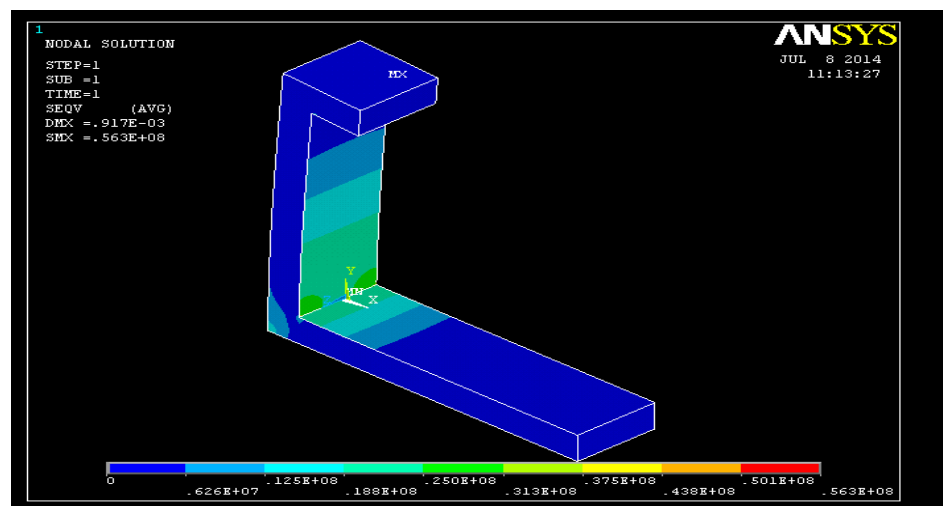 1
NODAL SOLUTION
STEP=1
SUB =1
TIME=1
SEQV (AVG)
DMX =.917E-03
SMX =.563E+08
ANSYS
JUL 8 2014
11:13:27
MX
Y
MN
Z X
0 .125E+08 .250E+08 .375E+08 .501E+08
.626E+07 .188E+08 .313E+08 .438E+08 .563E+08